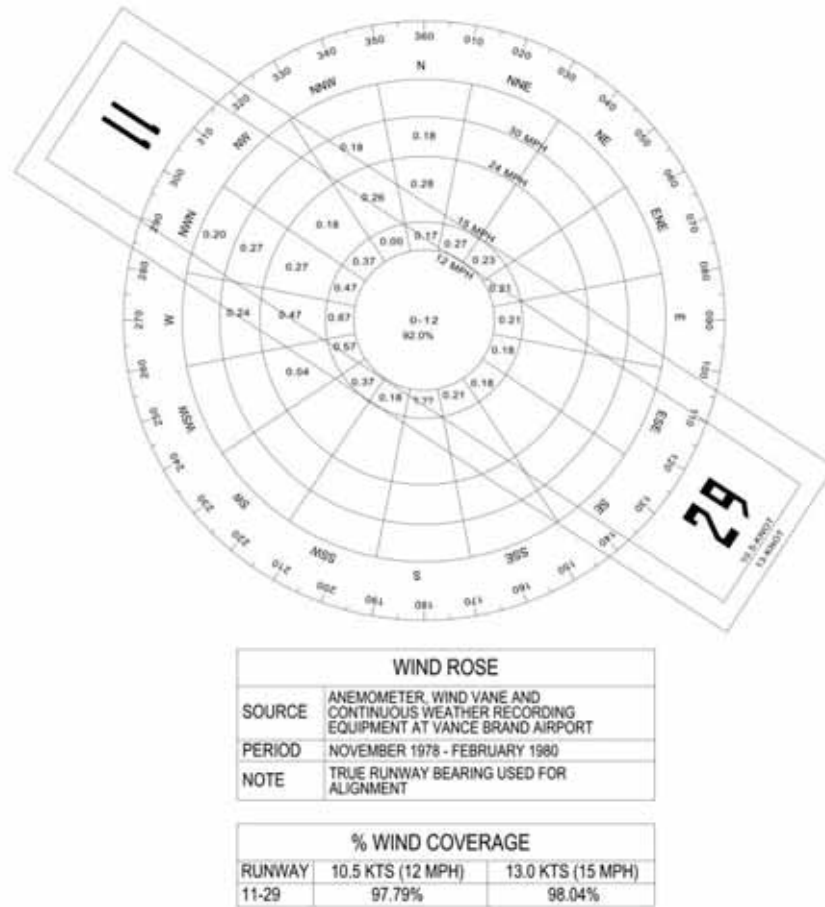 11
360
010
020
030
040
050
060
070
080
090
100
110
120
130
140
150
160
170
180
190
200
210
220
230
240
250
260
270
280
290
300
310
320
330
340
350
N
NNE
NE
ENE
E
ESE
SE
SSE
S
SSW
SW
WSW
W
NW
NNW
30 MPH
24 MPH
15 MPH
12 MPH
0.18 0.18
0.26 0.28
0.20 0.27 0.18 0.00 0.17 0.27
0.27 0.37 0.23
0.47
0.24 0.47 0.67 0-12 0.21
92.0%
0.57 0.18
0.04 0.37 0.18 0.21 0.18
29
10.5-KNOT
13-KNOT
WIND ROSE
SOURCE ANEMOMETER, WIND VANE AND
CONTINUOUS WEATHER RECORDING
EQUIPMENT AT VANCE BRAND AIRPORT
PERIOD NOVEMBER 1978 - FEBRUARY 1980
NOTE TRUE RUNWAY BEARING USED FOR
ALIGNMENT
% WIND COVERAGE
RUNWAY 10.5 KTS (12 MPH) 13.0 KTS (15 MPH)
11-29 97.79% 98.04%